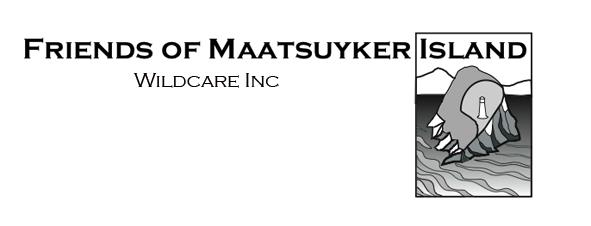 Friends of Maatsuyker Island
Wildcare Inc